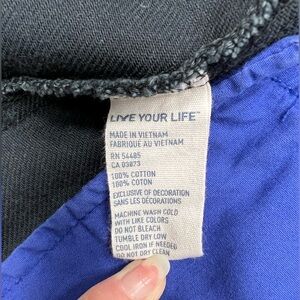 LIVE YOUR LIFE™
MADE IN VIETNAM
FABRIQUE AU VIETNAM
RN 54485
CA 03873
100% COTTON
100% COTON
EXCLUSIVE OF DECORATION
SANS LES DÉCORATIONS
MACHINE WASH COLD
WITH LIKE COLORS
DO NOT BLEACH
TUMBLE DRY LOW
COOL IRON IF NEEDED
DO NOT DRY CLEAN